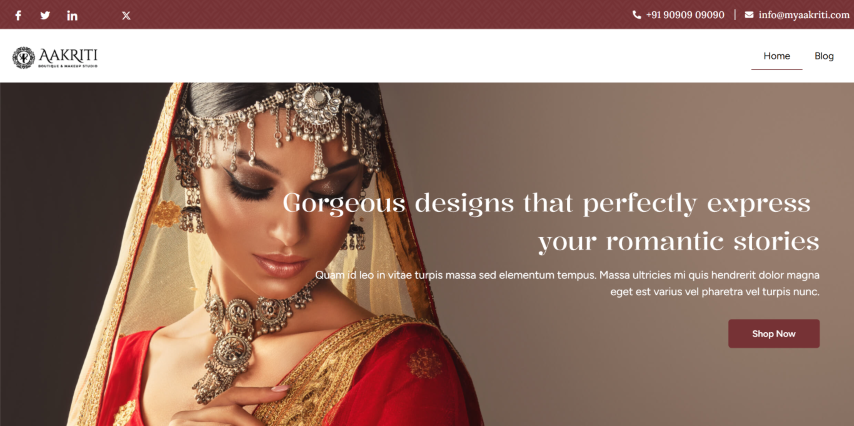 +91 90909 09090
info@myaakriti.com
AAKRITI
BOUTIQUE & MAKEUP STUDIO
Home
Blog
Gorgeous designs that perfectly express
your romantic stories
Quam id leo in vitae turpis massa sed elementum tempus. Massa ultricies mi quis hendrerit dolor magna
eget est varius vel pharetra vel turpis nunc.
Shop Now